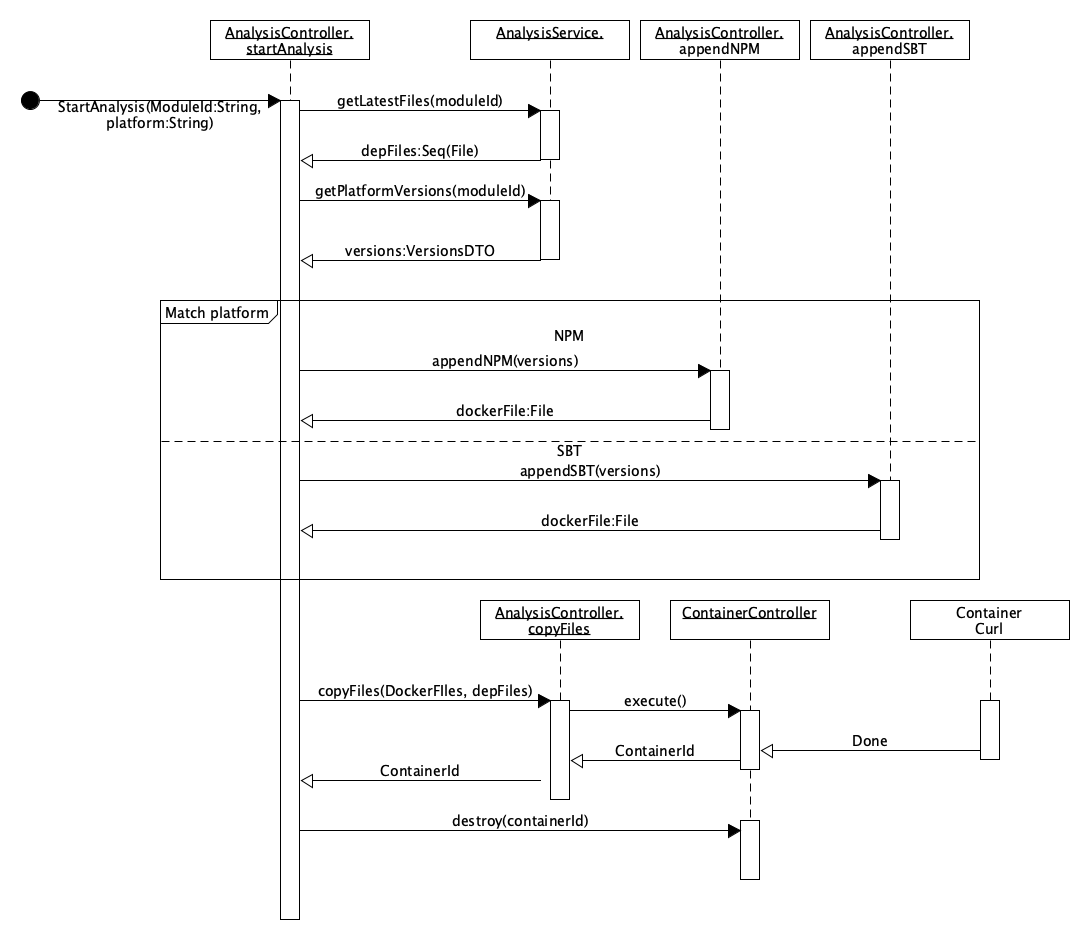 AnalysisController.
startAnalysis
AnalysisService.
AnalysisController.
appendNPM
AnalysisController.
appendSBT
StartAnalysis(ModuleId:String,
platform:String)
getLatestFiles(moduleId)
depFiles:Seq(File)
getPlatformVersions(moduleId)
versions:VersionsDTO
Match platform
NPM
appendNPM(versions)
dockerFile:File
SBT
appendSBT(versions)
dockerFile:File
AnalysisController.
copyFiles
ContainerController
Container
Curl
copyFiles(DockerFIles, depFiles)
execute()
Done
ContainerId
ContainerId
destroy(containerId)